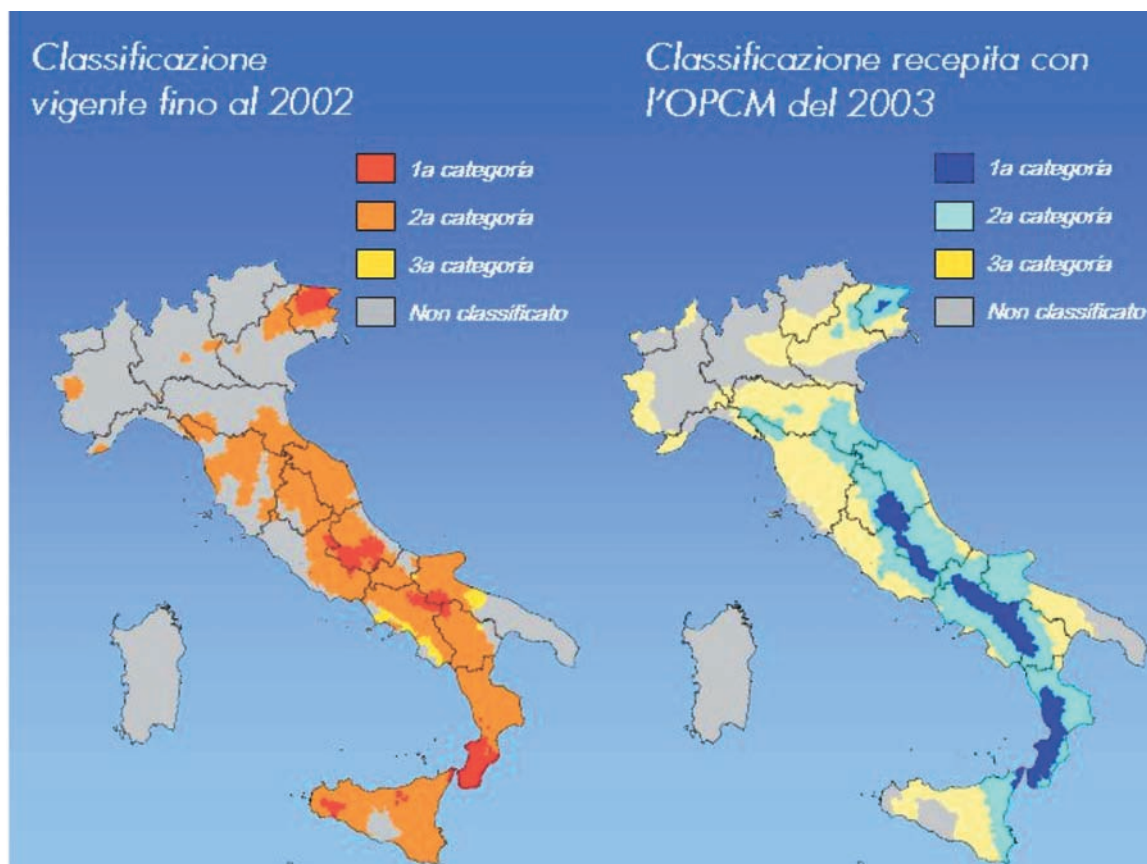 Classificazione
vigente fino al 2002
1a categoria
2a categoria
3a categoria
Non classificato
Classificazione recepita con
l'OPCM del 2003
1a categoria
2a categoria
3a categoria
Non classificato